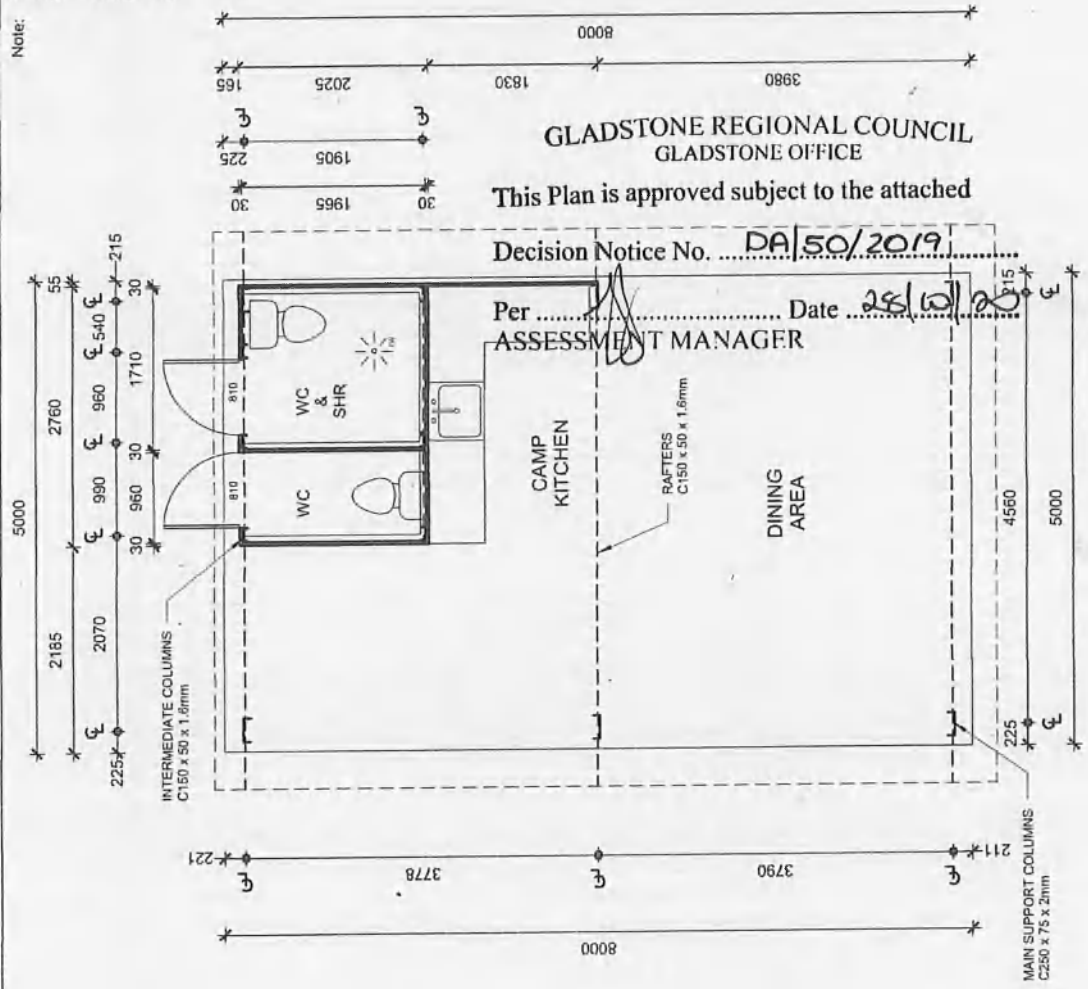 Note:
8000
165
2025
1830
3980
225
1905
30
1965
30
GLADSTONE REGIONAL COUNCIL
GLADSTONE OFFICE
This Plan is approved subject to the attached
Decision Notice No. DA/50/2019
Per Date
ASSESSMENT MANAGER
5000
2185
2760
55
225
2070
990
960
540
215
30
960
30
1710
30
INTERMEDIATE COLUMNS
C150 x 50 x 1.6mm
810
810
WC
WC
&
SHR
CAMP
KITCHEN
RAFTERS
C150 x 50 x 1.6mm
DINING
AREA
221
3778
3790
211
8000
225
4560
215
5000
MAIN SUPPORT COLUMNS
C250 x 75 x 2mm